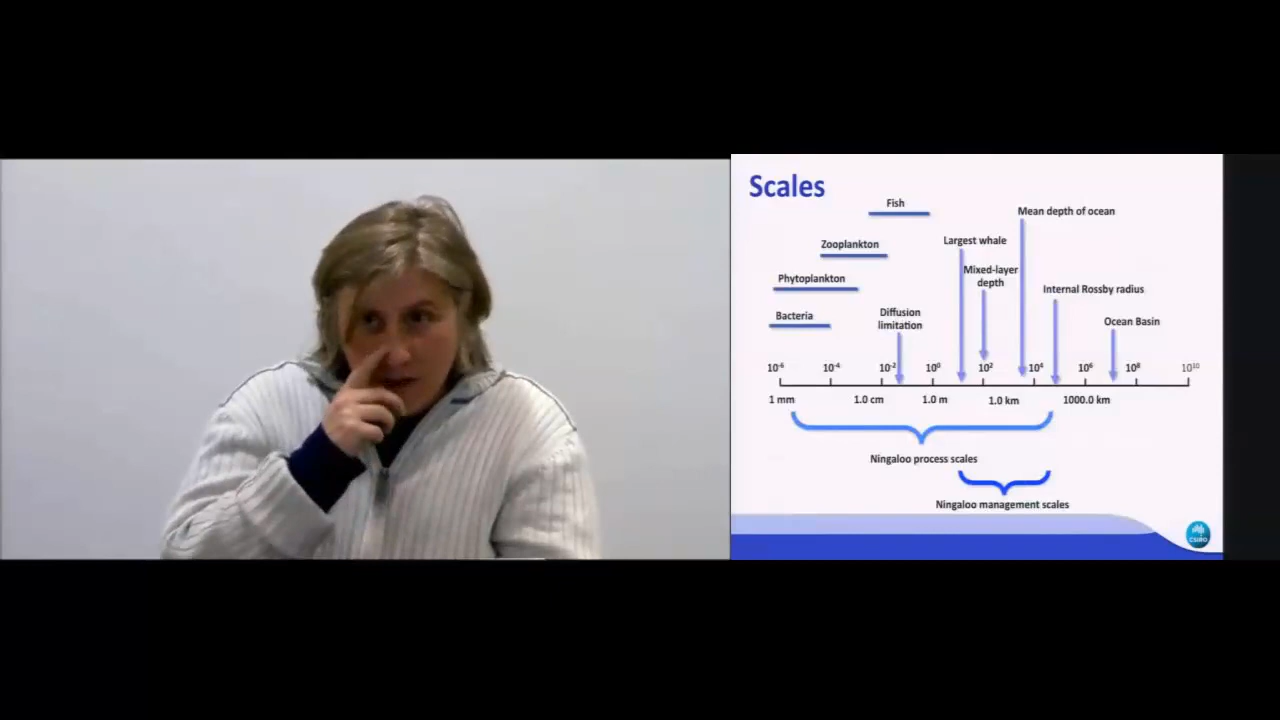 Scales
Fish
Mean depth of ocean
Zooplankton
Largest whale
Mixed-layer
depth
Phytoplankton
Internal Rossby radius
Bacteria
Diffusion
limitation
Ocean Basin
10⁻⁶ 10⁻⁴ 10⁻² 10⁰ 10² 10⁴ 10⁶ 10⁸ 10¹⁰
1 mm 1.0 cm 1.0 m 1.0 km 1000.0 km
Ningaloo process scales
Ningaloo management scales
CSIRO